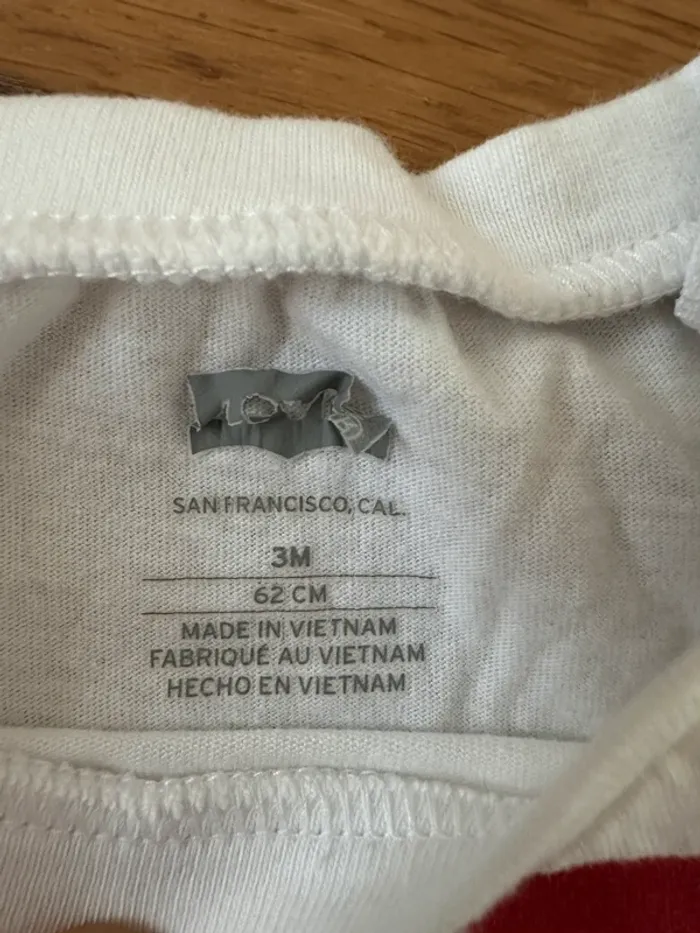 SAN FRANCISCO, CAL.
3M
62 CM
MADE IN VIETNAM
FABRIQUÉ AU VIETNAM
HECHO EN VIETNAM